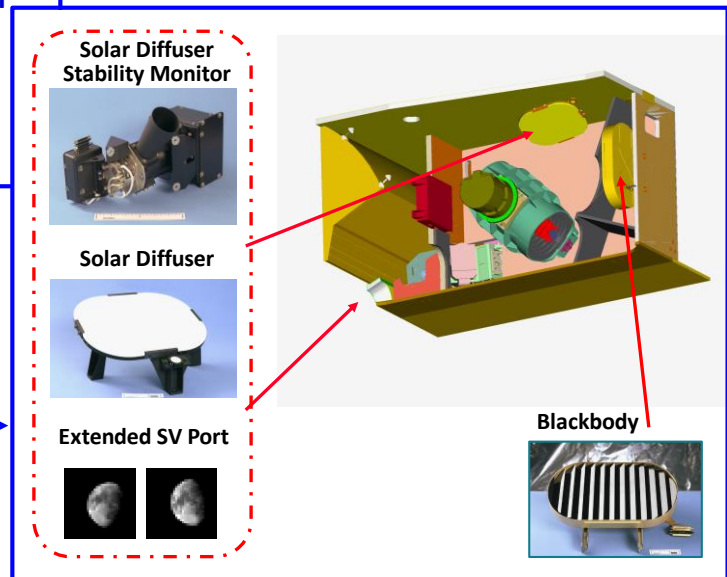 Solar Diffuser
Stability Monitor
Solar Diffuser
Extended SV Port
Blackbody